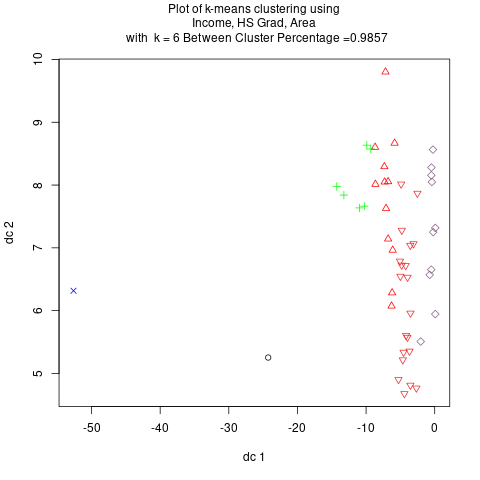 Plot of k-means clustering using
Income, HS Grad, Area
with  k = 6 Between Cluster Percentage =0.9857
10
9
8
7
6
5
dc 2
-50
-40
-30
-20
-10
0
dc 1